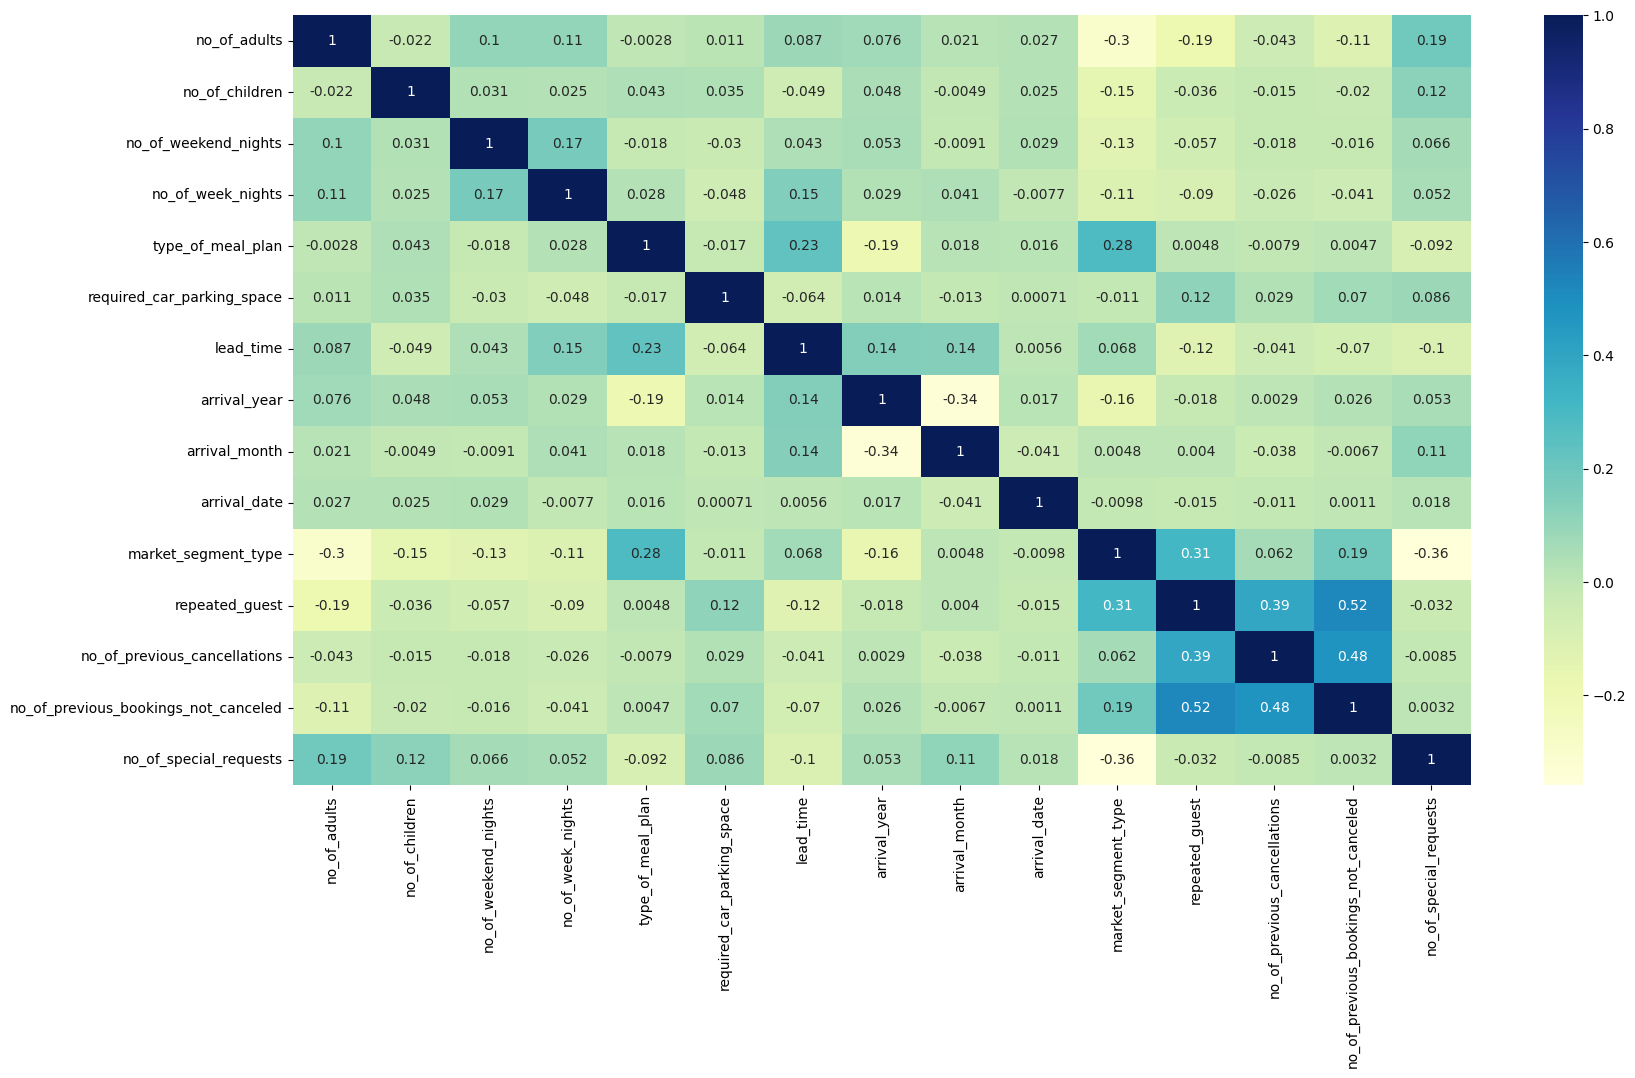 no_of_adults 1 -0.022 0.1 0.11 -0.0028 0.011 0.087 0.076 0.021 0.027 -0.3 -0.19 -0.043 -0.11 0.19
no_of_children -0.022 1 0.031 0.025 0.043 0.035 -0.049 0.048 -0.0049 0.025 -0.15 -0.036 -0.015 -0.02 0.12
no_of_weekend_nights 0.1 0.031 1 0.17 -0.018 -0.03 0.043 0.053 -0.0091 0.029 -0.13 -0.057 -0.018 -0.016 0.066
no_of_week_nights 0.11 0.025 0.17 1 0.028 -0.048 0.15 0.029 0.041 -0.0077 -0.11 -0.09 -0.026 -0.041 0.052
type_of_meal_plan -0.0028 0.043 -0.018 0.028 1 -0.017 0.23 -0.19 0.018 0.016 0.28 0.0048 -0.0079 0.0047 -0.092
required_car_parking_space 0.011 0.035 -0.03 -0.048 -0.017 1 -0.064 0.014 -0.013 0.00071 -0.011 0.12 0.029 0.07 0.086
lead_time 0.087 -0.049 0.043 0.15 0.23 -0.064 1 0.14 0.14 0.0056 0.068 -0.12 -0.041 -0.07 -0.1
arrival_year 0.076 0.048 0.053 0.029 -0.19 0.014 0.14 1 -0.34 0.017 -0.16 -0.018 0.0029 0.026 0.053
arrival_month 0.021 -0.0049 -0.0091 0.041 0.018 -0.013 0.14 -0.34 1 -0.041 0.0048 0.004 -0.038 -0.0067 0.11
arrival_date 0.027 0.025 0.029 -0.0077 0.016 0.00071 0.0056 0.017 -0.041 1 -0.0098 -0.015 -0.011 0.0011 0.018
market_segment_type -0.3 -0.15 -0.13 -0.11 0.28 -0.011 0.068 -0.16 0.0048 -0.0098 1 0.31 0.062 0.19 -0.36
repeated_guest -0.19 -0.036 -0.057 -0.09 0.0048 0.12 -0.12 -0.018 0.004 -0.015 0.31 1 0.39 0.52 -0.032
no_of_previous_cancellations -0.043 -0.015 -0.018 -0.026 -0.0079 0.029 -0.041 0.0029 -0.038 -0.011 0.062 0.39 1 0.48 -0.0085
no_of_previous_bookings_not_canceled -0.11 -0.02 -0.016 -0.041 0.0047 0.07 -0.07 0.026 -0.0067 0.0011 0.19 0.52 0.48 1 0.0032
no_of_special_requests 0.19 0.12 0.066 0.052 -0.092 0.086 -0.1 0.053 0.11 0.018 -0.36 -0.032 -0.0085 0.0032 1
no_of_adults
no_of_children
no_of_weekend_nights
no_of_week_nights
type_of_meal_plan
required_car_parking_space
lead_time
arrival_year
arrival_month
arrival_date
market_segment_type
repeated_guest
no_of_previous_cancellations
no_of_previous_bookings_not_canceled
no_of_special_requests
1.0
0.8
0.6
0.4
0.2
0.0
−0.2